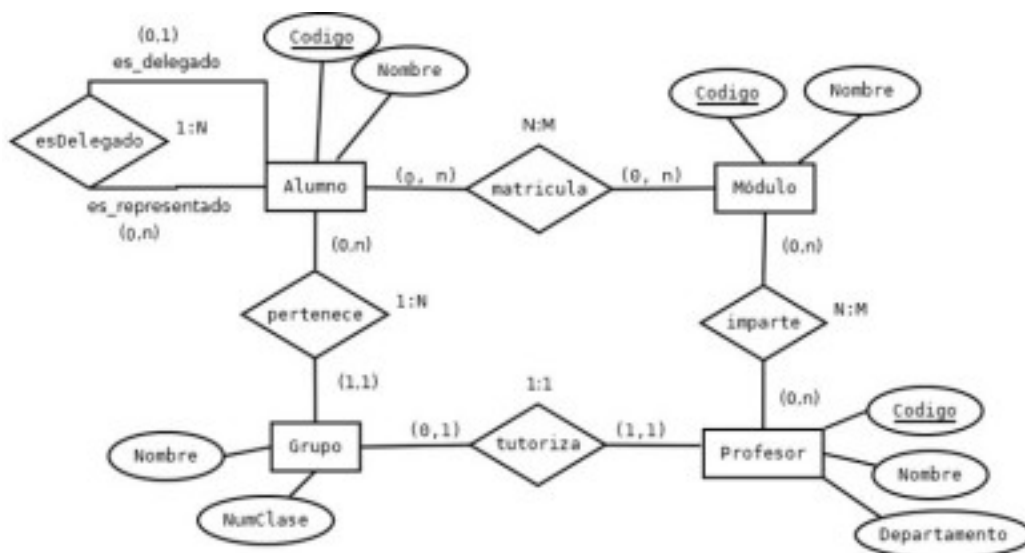 (0,1)
es_delegado
Codigo
Nombre
esDelegado
1:N
es_representado
(0,n)
Alumno
(0, n)
N:M
matricula
(0, n)
Codigo
Nombre
Módulo
(0,n)
pertenece
1:N
(1,1)
(0,n)
imparte
N:M
(0,n)
Nombre
Grupo
NumClase
(0,1)
1:1
tutoriza
(1,1)
Profesor
Codigo
Nombre
Departamento